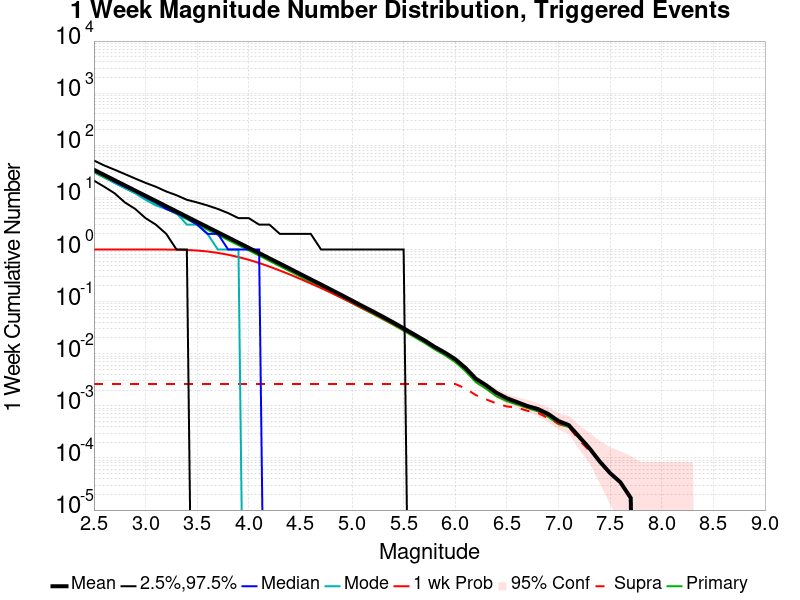 1 Week Magnitude Number Distribution, Triggered Events
1 Week Cumulative Number
10^4
10^3
10^2
10^1
10^0
10^-1
10^-2
10^-3
10^-4
10^-5
2.5 3.0 3.5 4.0 4.5 5.0 5.5 6.0 6.5 7.0 7.5 8.0 8.5 9.0
Magnitude
Mean 2.5%,97.5% Median Mode 1 wk Prob 95% Conf Supra Primary